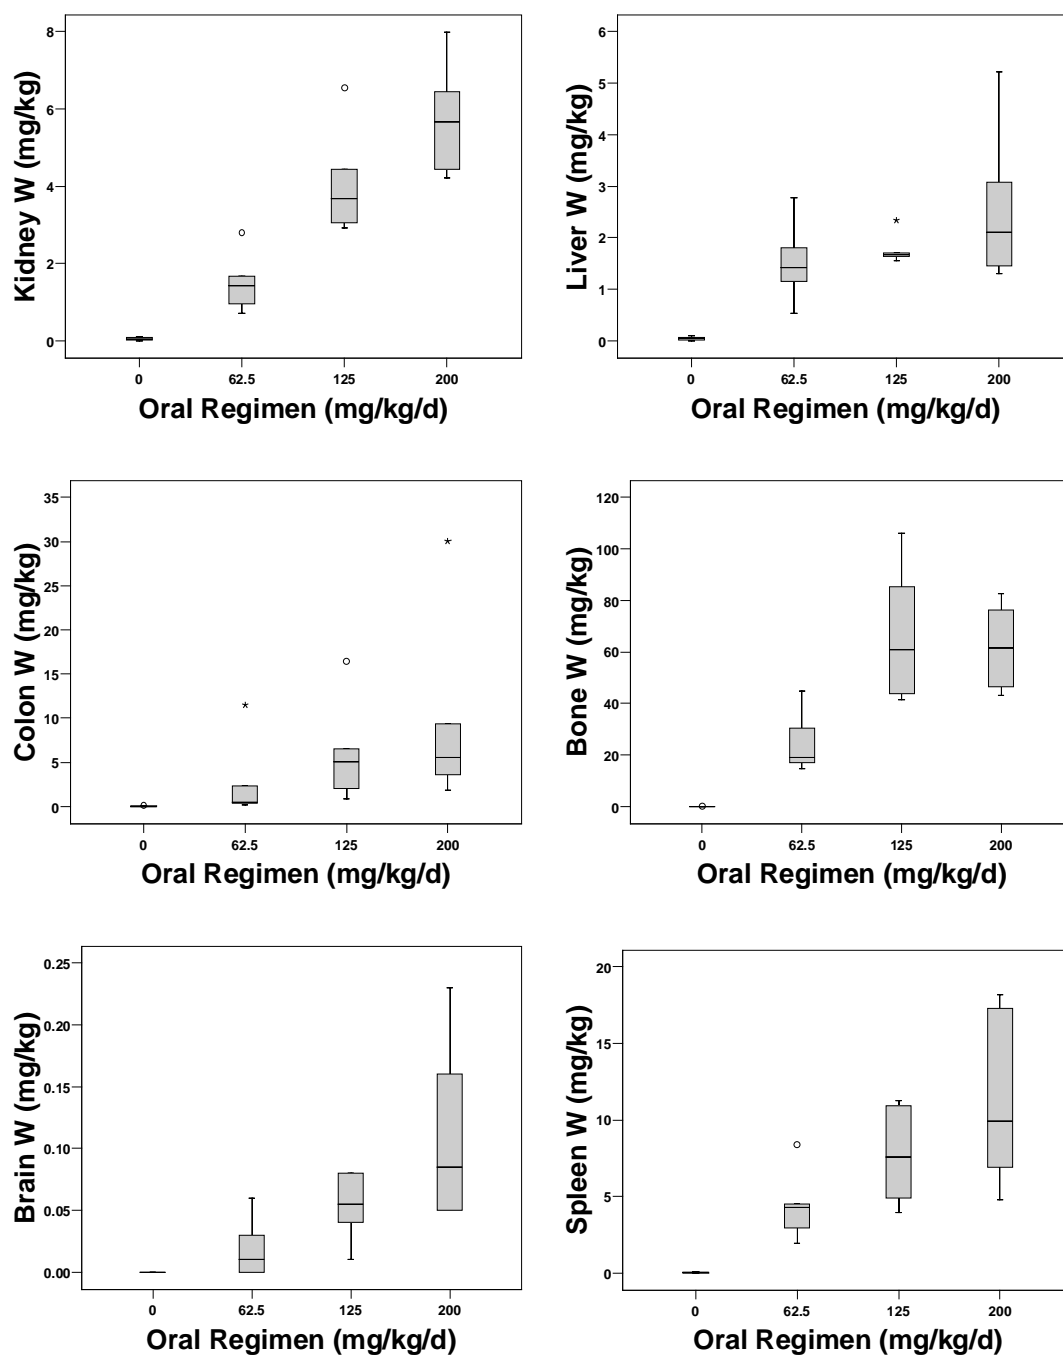 Kidney W (mg/kg)
8
6
4
2
0
0 62.5 125 200
Oral Regimen (mg/kg/d)
Liver W (mg/kg)
6
5
4
3
2
1
0
0 62.5 125 200
Oral Regimen (mg/kg/d)
Colon W (mg/kg)
35
30
25
20
15
10
5
0
0 62.5 125 200
Oral Regimen (mg/kg/d)
Bone W (mg/kg)
120
100
80
60
40
20
0
0 62.5 125 200
Oral Regimen (mg/kg/d)
Brain W (mg/kg)
0.25
0.20
0.15
0.10
0.05
0.00
0 62.5 125 200
Oral Regimen (mg/kg/d)
Spleen W (mg/kg)
20
15
10
5
0
0 62.5 125 200
Oral Regimen (mg/kg/d)